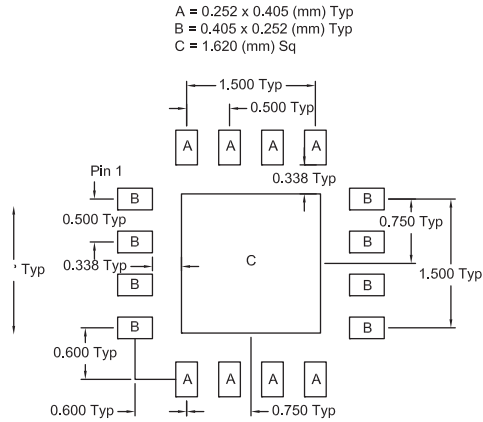 A = 0.252 x 0.405 (mm) Typ
B = 0.405 x 0.252 (mm) Typ
C = 1.620 (mm) Sq
1.500 Typ
0.500 Typ
A A A A
Pin 1
0.338 Typ
B B
0.500 Typ 0.750 Typ
B B
0.338 Typ C
Typ 1.500 Typ
B B
B B
0.600 Typ
A A A A
0.600 Typ 0.750 Typ